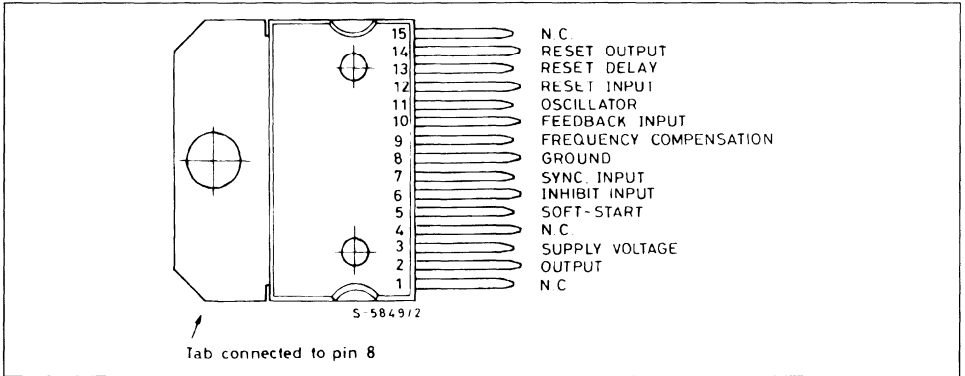 15 N.C.
14 RESET OUTPUT
13 RESET DELAY
12 RESET INPUT
11 OSCILLATOR
10 FEEDBACK INPUT
9 FREQUENCY COMPENSATION
8 GROUND
7 SYNC. INPUT
6 INHIBIT INPUT
5 SOFT-START
4 N.C.
3 SUPPLY VOLTAGE
2 OUTPUT
1 N.C
S-5849/2
Tab connected to pin 8